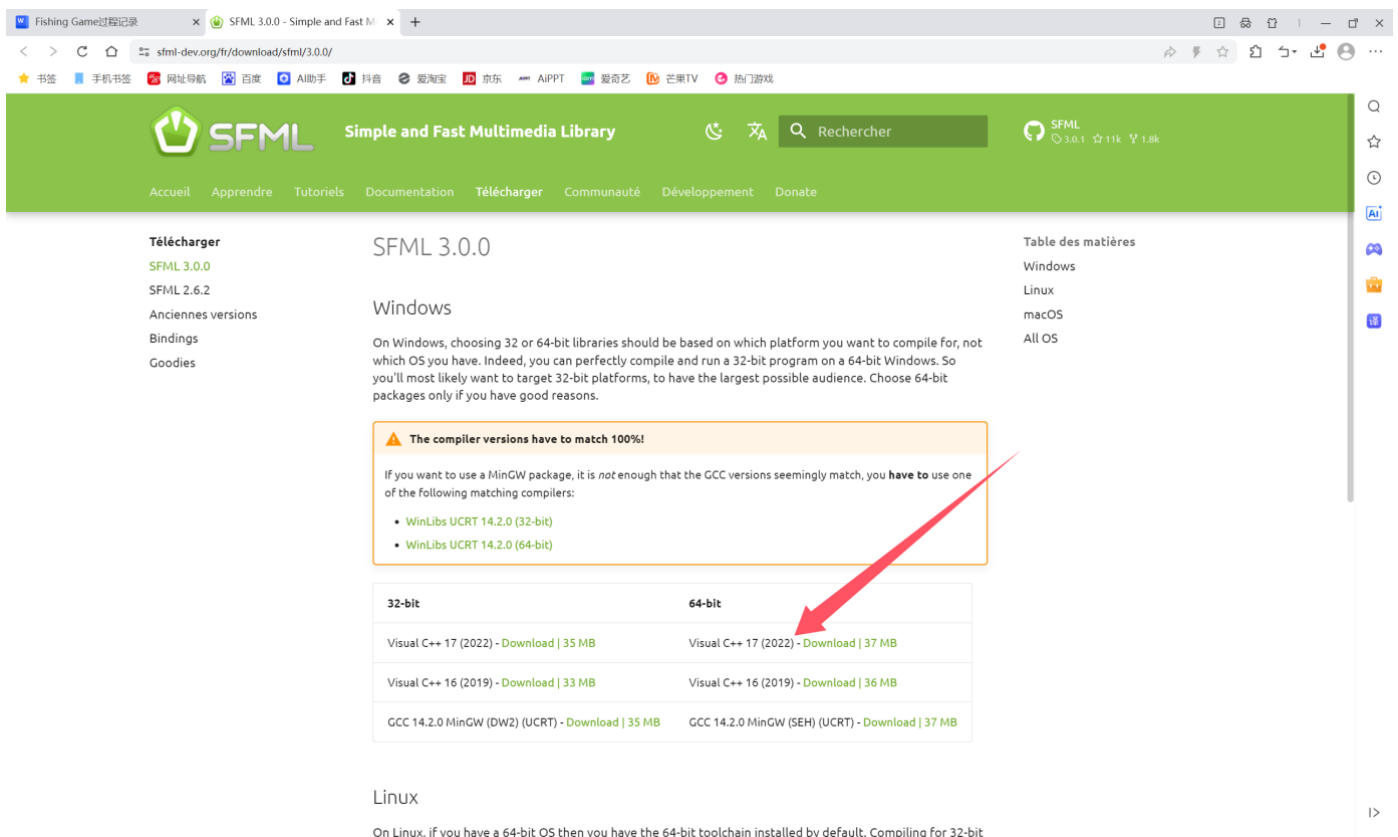 Fishing Game过程记录
SFML 3.0.0 - Simple and Fast M
sfml-dev.org/fr/download/sfml/3.0.0/
书签 手机书签 网址导航 百度 AI助手 抖音 爱淘宝 京东 AiPPT 爱奇艺 芒果TV 热门游戏
SFML
Simple and Fast Multimedia Library
Rechercher
SFML
3.0.1 11k 1.8k
Accueil Apprendre Tutoriels Documentation Télécharger Communauté Développement Donate
Télécharger
SFML 3.0.0
SFML 2.6.2
Anciennes versions
Bindings
Goodies
SFML 3.0.0
Windows
On Windows, choosing 32 or 64-bit libraries should be based on which platform you want to compile for, not
which OS you have. Indeed, you can perfectly compile and run a 32-bit program on a 64-bit Windows. So
you'll most likely want to target 32-bit platforms, to have the largest possible audience. Choose 64-bit
packages only if you have good reasons.
The compiler versions have to match 100%!
If you want to use a MinGW package, it is not enough that the GCC versions seemingly match, you have to use one
of the following matching compilers:
• WinLibs UCRT 14.2.0 (32-bit)
• WinLibs UCRT 14.2.0 (64-bit)
32-bit 64-bit
Visual C++ 17 (2022) - Download | 35 MB Visual C++ 17 (2022) - Download | 37 MB
Visual C++ 16 (2019) - Download | 33 MB Visual C++ 16 (2019) - Download | 36 MB
GCC 14.2.0 MinGW (DW2) (UCRT) - Download | 35 MB GCC 14.2.0 MinGW (SEH) (UCRT) - Download | 37 MB
Linux
On Linux, if you have a 64-bit OS then you have the 64-bit toolchain installed by default. Compiling for 32-bit
Table des matières
Windows
Linux
macOS
All OS
AI
译